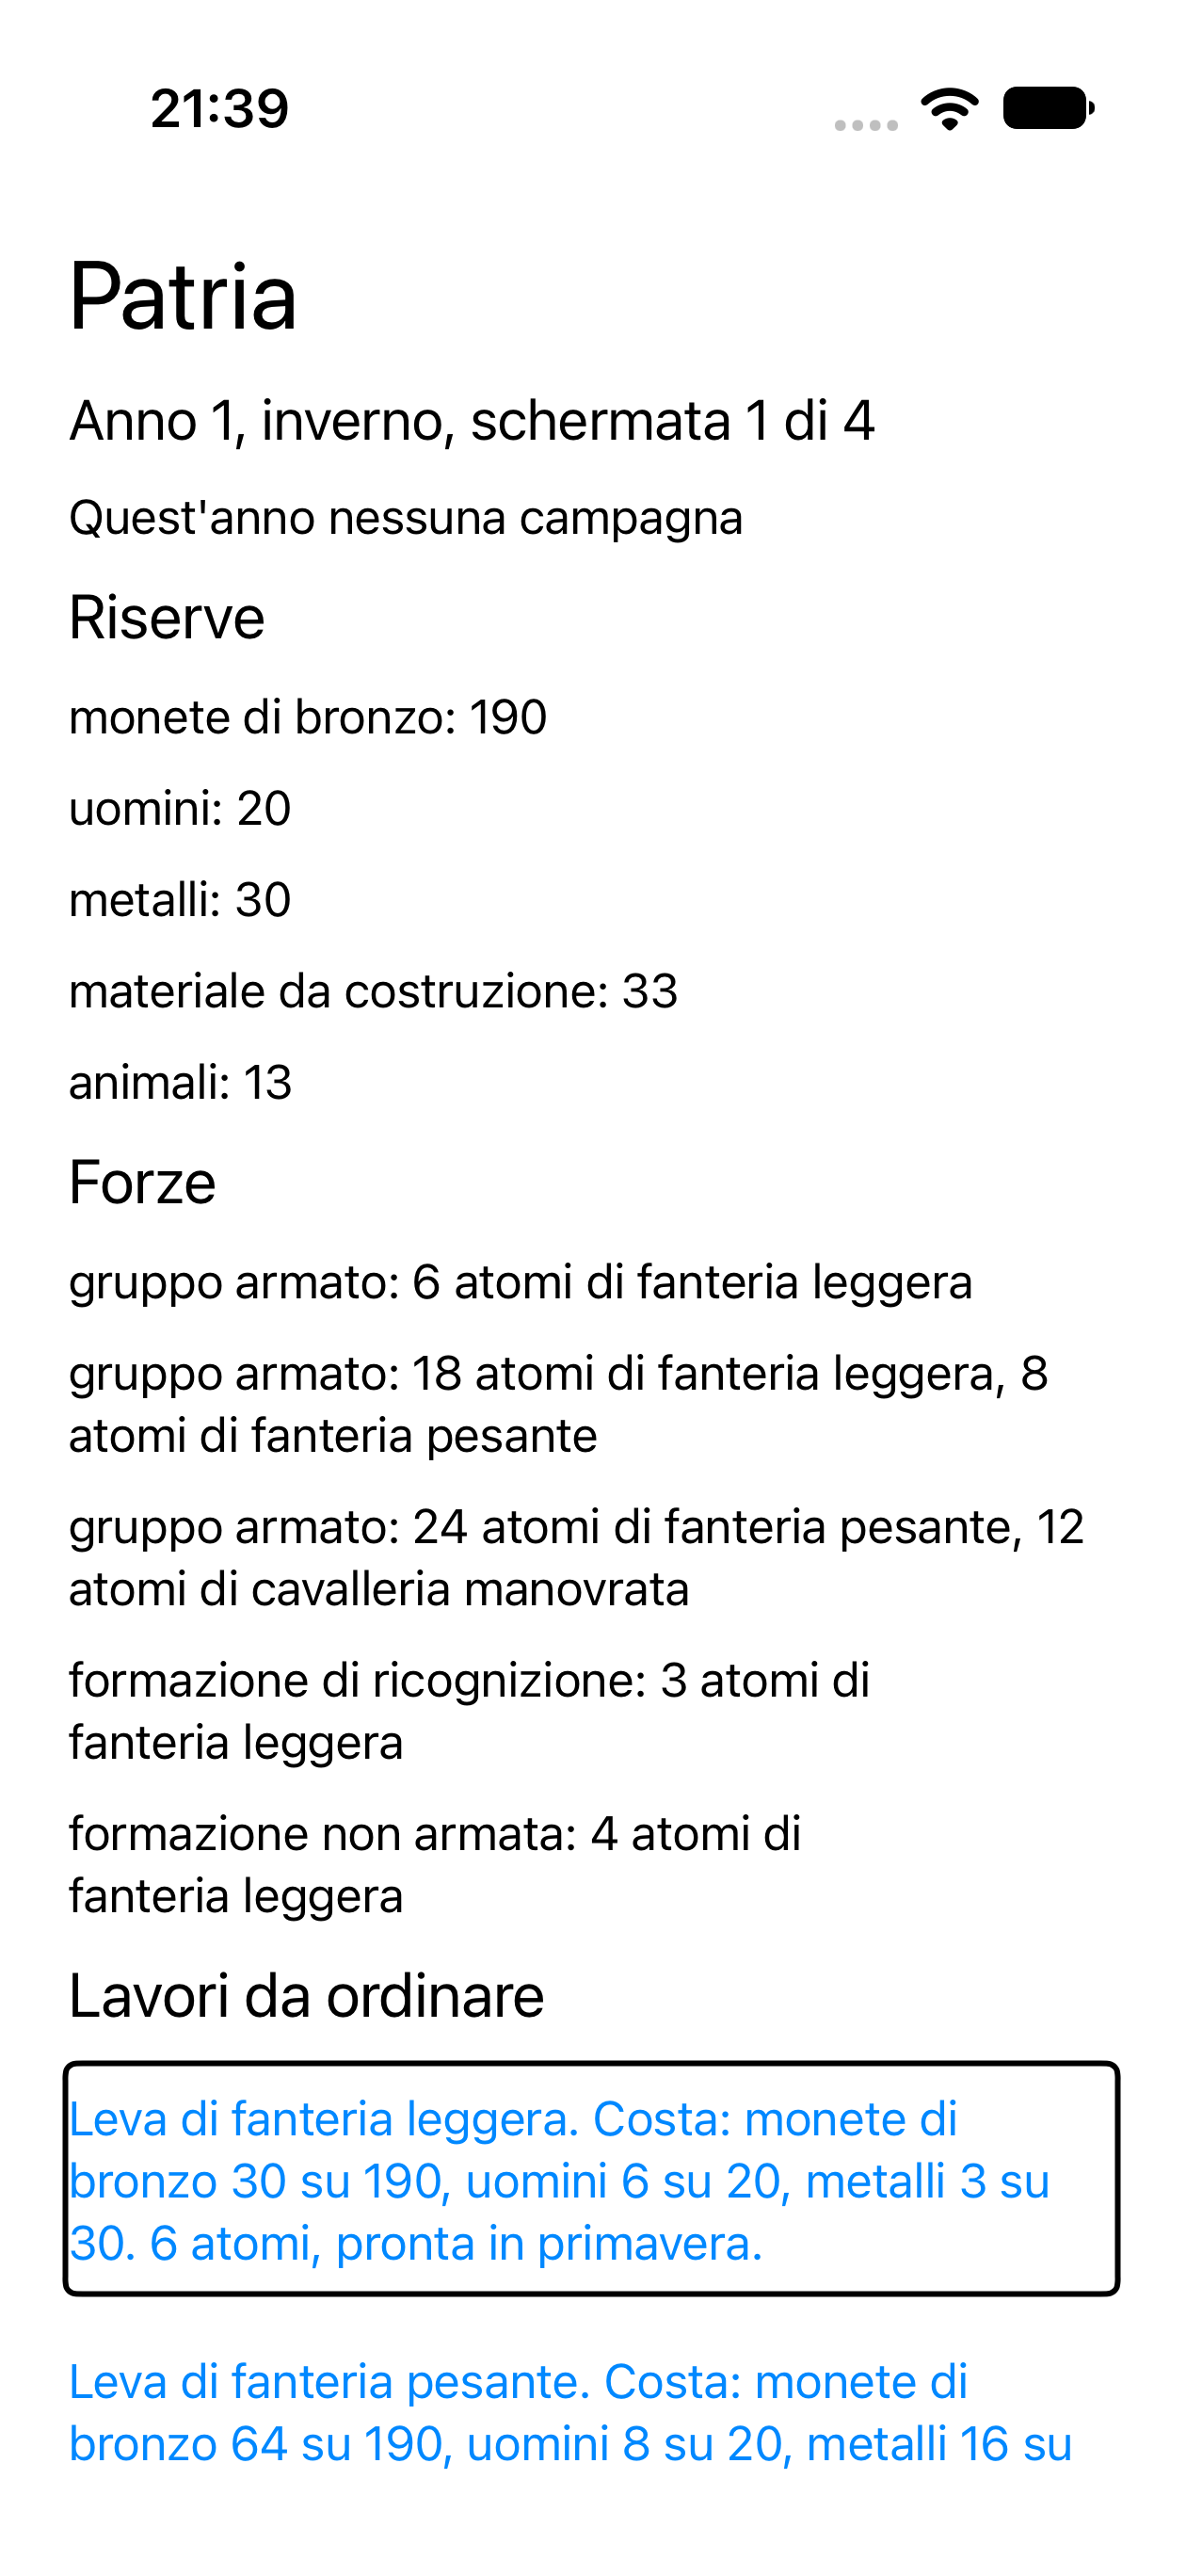 21:39
Patria
Anno 1, inverno, schermata 1 di 4
Quest'anno nessuna campagna
Riserve
monete di bronzo: 190
uomini: 20
metalli: 30
materiale da costruzione: 33
animali: 13
Forze
gruppo armato: 6 atomi di fanteria leggera
gruppo armato: 18 atomi di fanteria leggera, 8
atomi di fanteria pesante
gruppo armato: 24 atomi di fanteria pesante, 12
atomi di cavalleria manovrata
formazione di ricognizione: 3 atomi di
fanteria leggera
formazione non armata: 4 atomi di
fanteria leggera
Lavori da ordinare
Leva di fanteria leggera. Costa: monete di
bronzo 30 su 190, uomini 6 su 20, metalli 3 su
30. 6 atomi, pronta in primavera.
Leva di fanteria pesante. Costa: monete di
bronzo 64 su 190, uomini 8 su 20, metalli 16 su